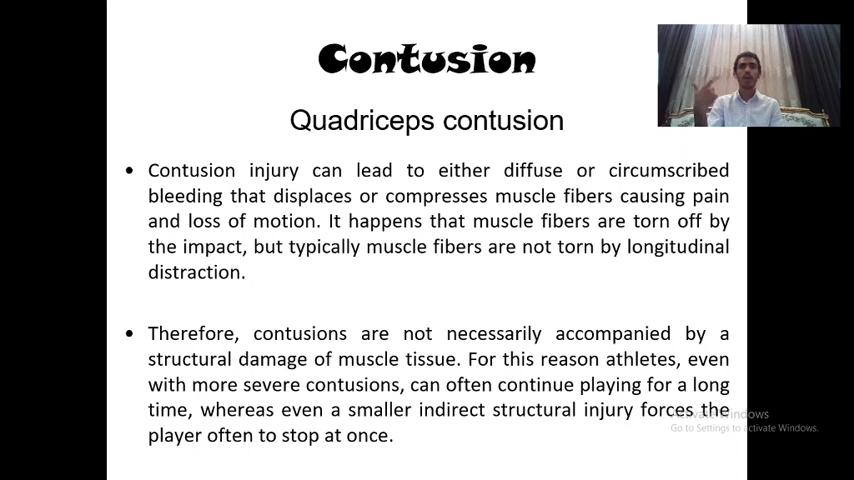 Contusion
Quadriceps contusion
• Contusion injury can lead to either diffuse or circumscribed
bleeding that displaces or compresses muscle fibers causing pain
and loss of motion. It happens that muscle fibers are torn off by
the impact, but typically muscle fibers are not torn by longitudinal
distraction.
• Therefore, contusions are not necessarily accompanied by a
structural damage of muscle tissue. For this reason athletes, even
with more severe contusions, can often continue playing for a long
time, whereas even a smaller indirect structural injury forces the
player often to stop at once.
Activate Windows
Go to Settings to activate Windows.